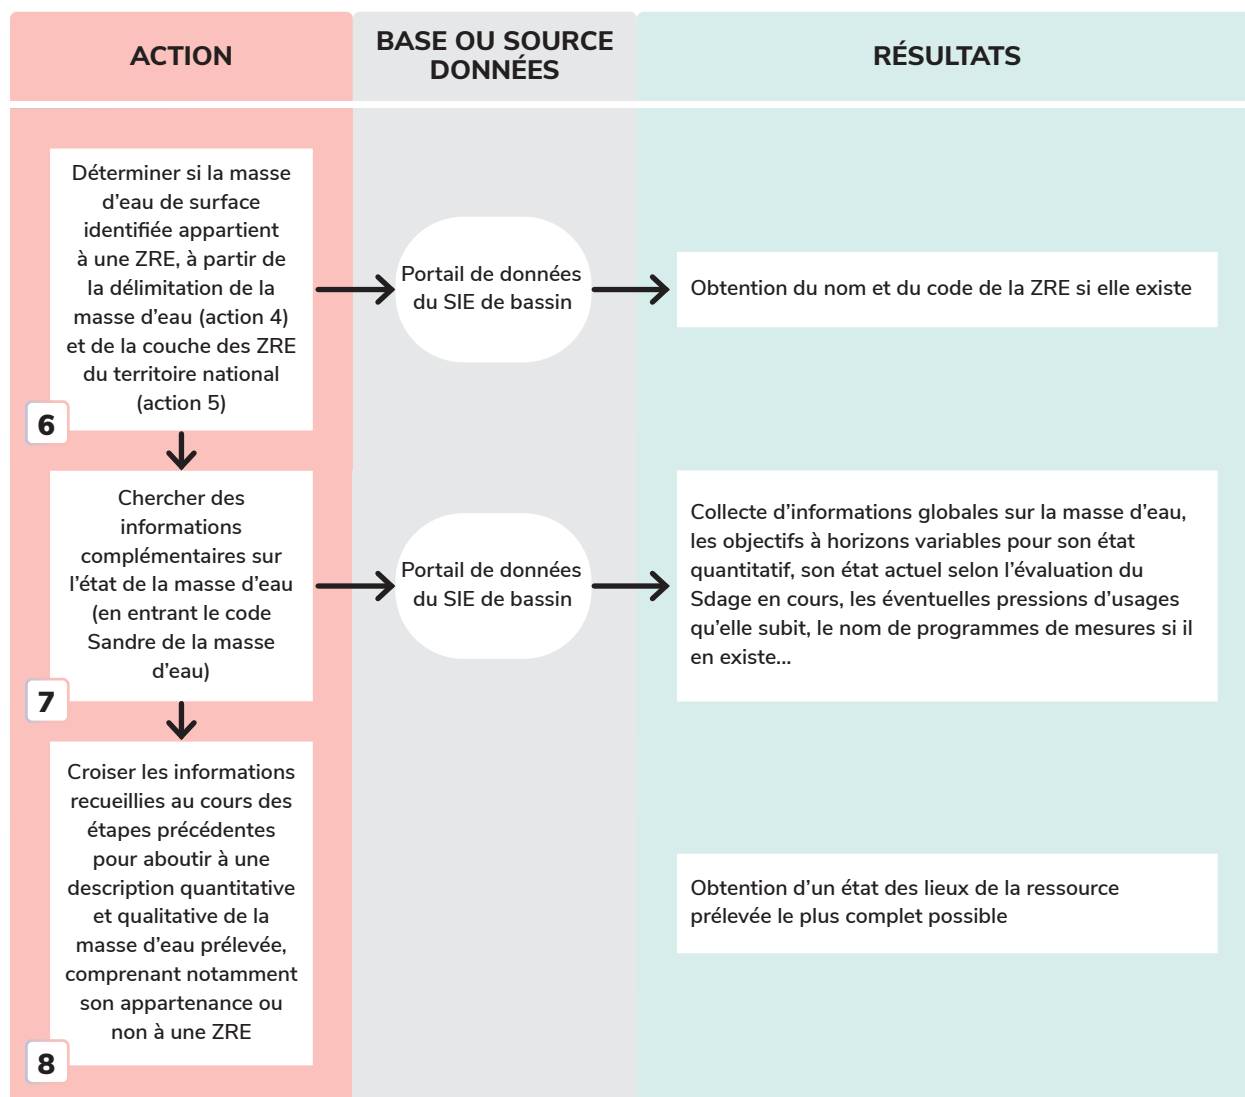 ACTION
BASE OU SOURCE
DONNÉES
RÉSULTATS
Déterminer si la masse
d’eau de surface
identifiée appartient
à une ZRE, à partir de
la délimitation de la
masse d’eau (action 4)
et de la couche des ZRE
du territoire national
(action 5)
6
Portail de données
du SIE de bassin
Obtention du nom et du code de la ZRE si elle existe
Chercher des
informations
complémentaires sur
l’état de la masse d’eau
(en entrant le code
Sandre de la masse
d’eau)
7
Portail de données
du SIE de bassin
Collecte d’informations globales sur la masse d’eau,
les objectifs à horizons variables pour son état
quantitatif, son état actuel selon l’évaluation du
Sdage en cours, les éventuelles pressions d’usages
qu’elle subit, le nom de programmes de mesures si il
en existe...
Croiser les informations
recueillies au cours des
étapes précédentes
pour aboutir à une
description quantitative
et qualitative de la
masse d’eau prélevée,
comprenant notamment
son appartenance ou
non à une ZRE
8
Obtention d’un état des lieux de la ressource
prélevée le plus complet possible